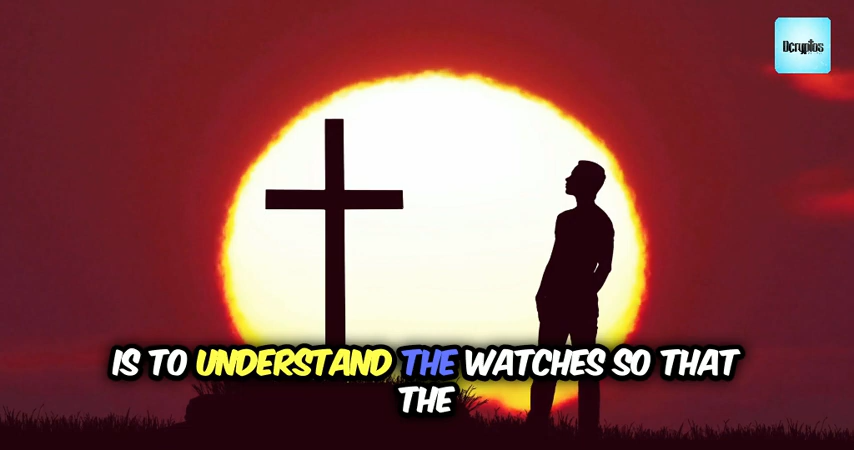 Dcryptos
IS TO UNDERSTAND THE WATCHES SO THAT
THE